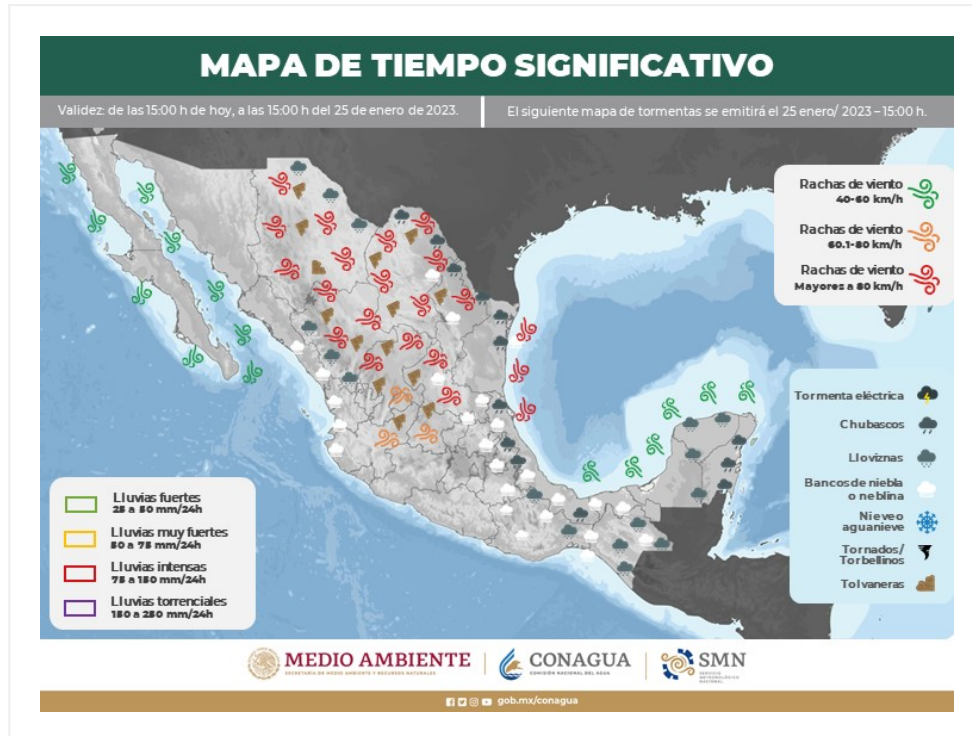 MAPA DE TIEMPO SIGNIFICATIVO
Validez: de las 15:00 h de hoy, a las 15:00 h del 25 de enero de 2023.
El siguiente mapa de tormentas se emitirá el 25 enero/ 2023 – 15:00 h.
Rachas de viento
40-60 km/h
Rachas de viento
60.1-80 km/h
Rachas de viento
Mayores a 80 km/h
Tormenta eléctrica
Chubascos
Lloviznas
Bancos de niebla
o neblina
Nieve o
aguanieve
Tornados/
Torbellinos
Tolvaneras
Lluvias fuertes
25 a 50 mm/24h
Lluvias muy fuertes
50 a 75 mm/24h
Lluvias intensas
75 a 150 mm/24h
Lluvias torrenciales
150 a 250 mm/24h
MEDIO AMBIENTE
SECRETARÍA DE MEDIO AMBIENTE Y RECURSOS NATURALES
CONAGUA
COMISIÓN NACIONAL DEL AGUA
SMN
SERVICIO
METEOROLÓGICO
NACIONAL
gob.mx/conagua